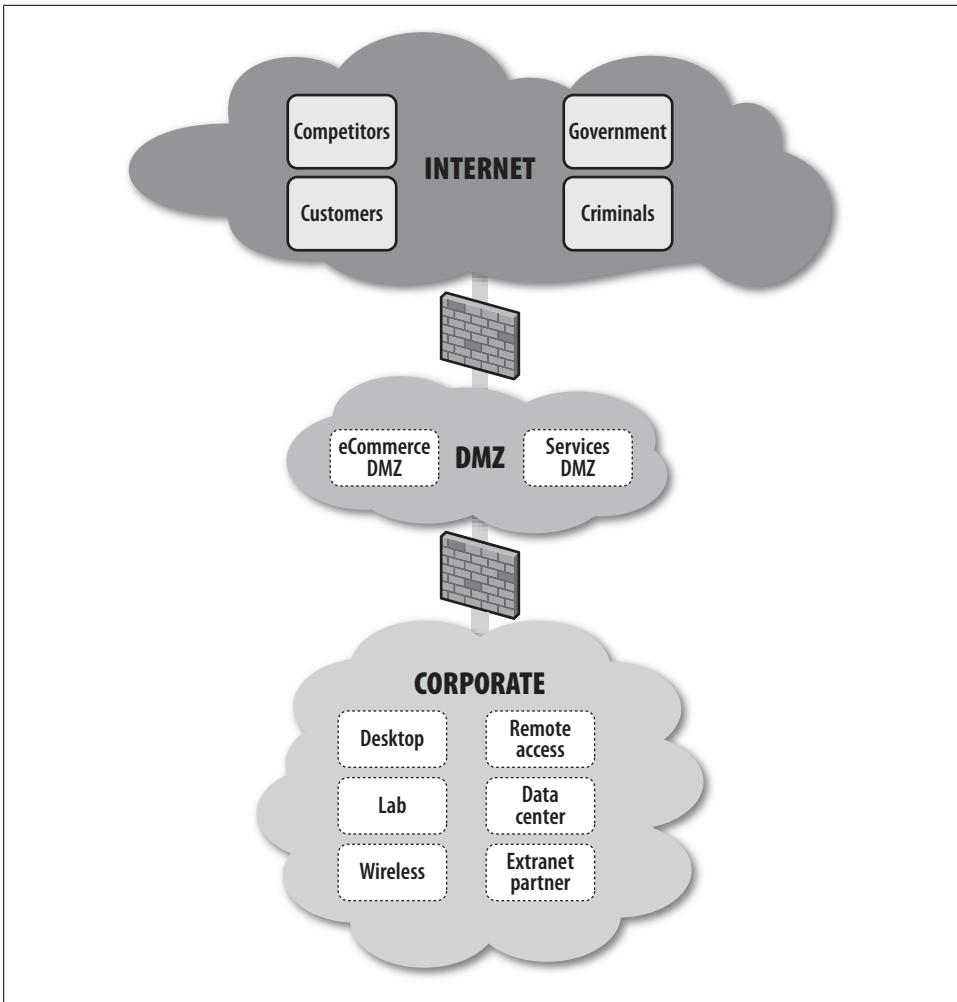 Competitors
Government
INTERNET
Customers
Criminals
eCommerce
DMZ
DMZ
Services
DMZ
CORPORATE
Desktop
Remote
access
Lab
Data
center
Wireless
Extranet
partner